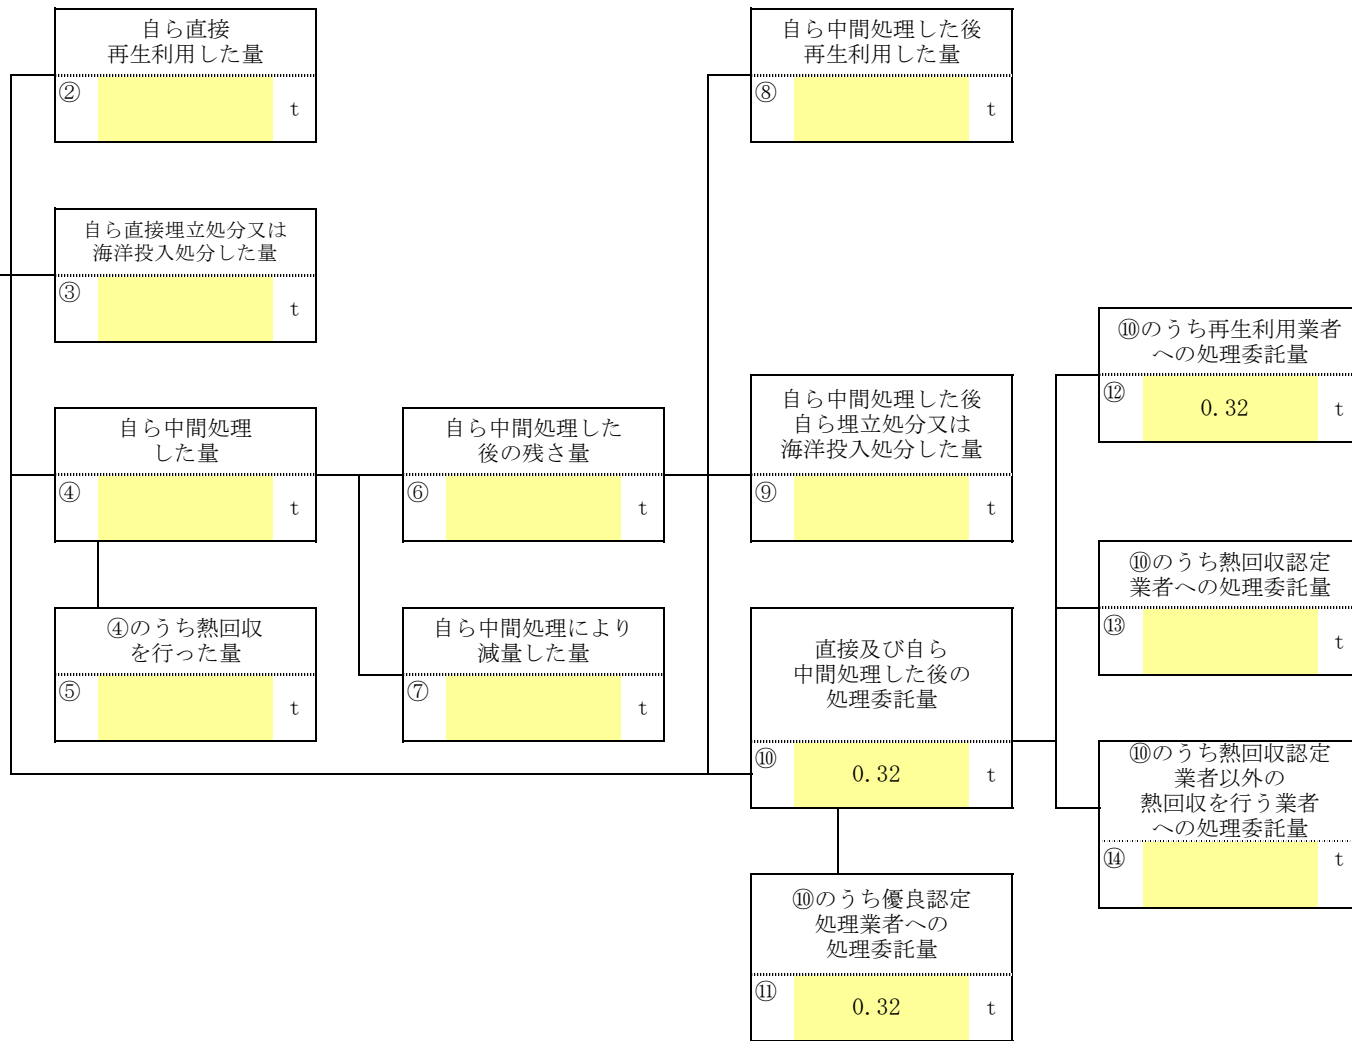 自ら直接
再生利用した量
②
t
自ら中間処理した後
再生利用した量
⑧
t
自ら直接埋立処分又は
海洋投入処分した量
③
t
⑩のうち再生利用業者
への処理委託量
⑫
0.32
t
自ら中間処理
した量
④
t
自ら中間処理した
後の残さ量
⑥
t
自ら中間処理した後
自ら埋立処分又は
海洋投入処分した量
⑨
t
⑩のうち熱回収認定
業者への処理委託量
⑬
t
④のうち熱回収
を行った量
⑤
t
自ら中間処理により
減量した量
⑦
t
直接及び自ら
中間処理した後の
処理委託量
⑩
0.32
t
⑩のうち熱回収認定
業者以外の
熱回収を行う業者
への処理委託量
⑭
t
⑩のうち優良認定
処理業者への
処理委託量
⑪
0.32
t